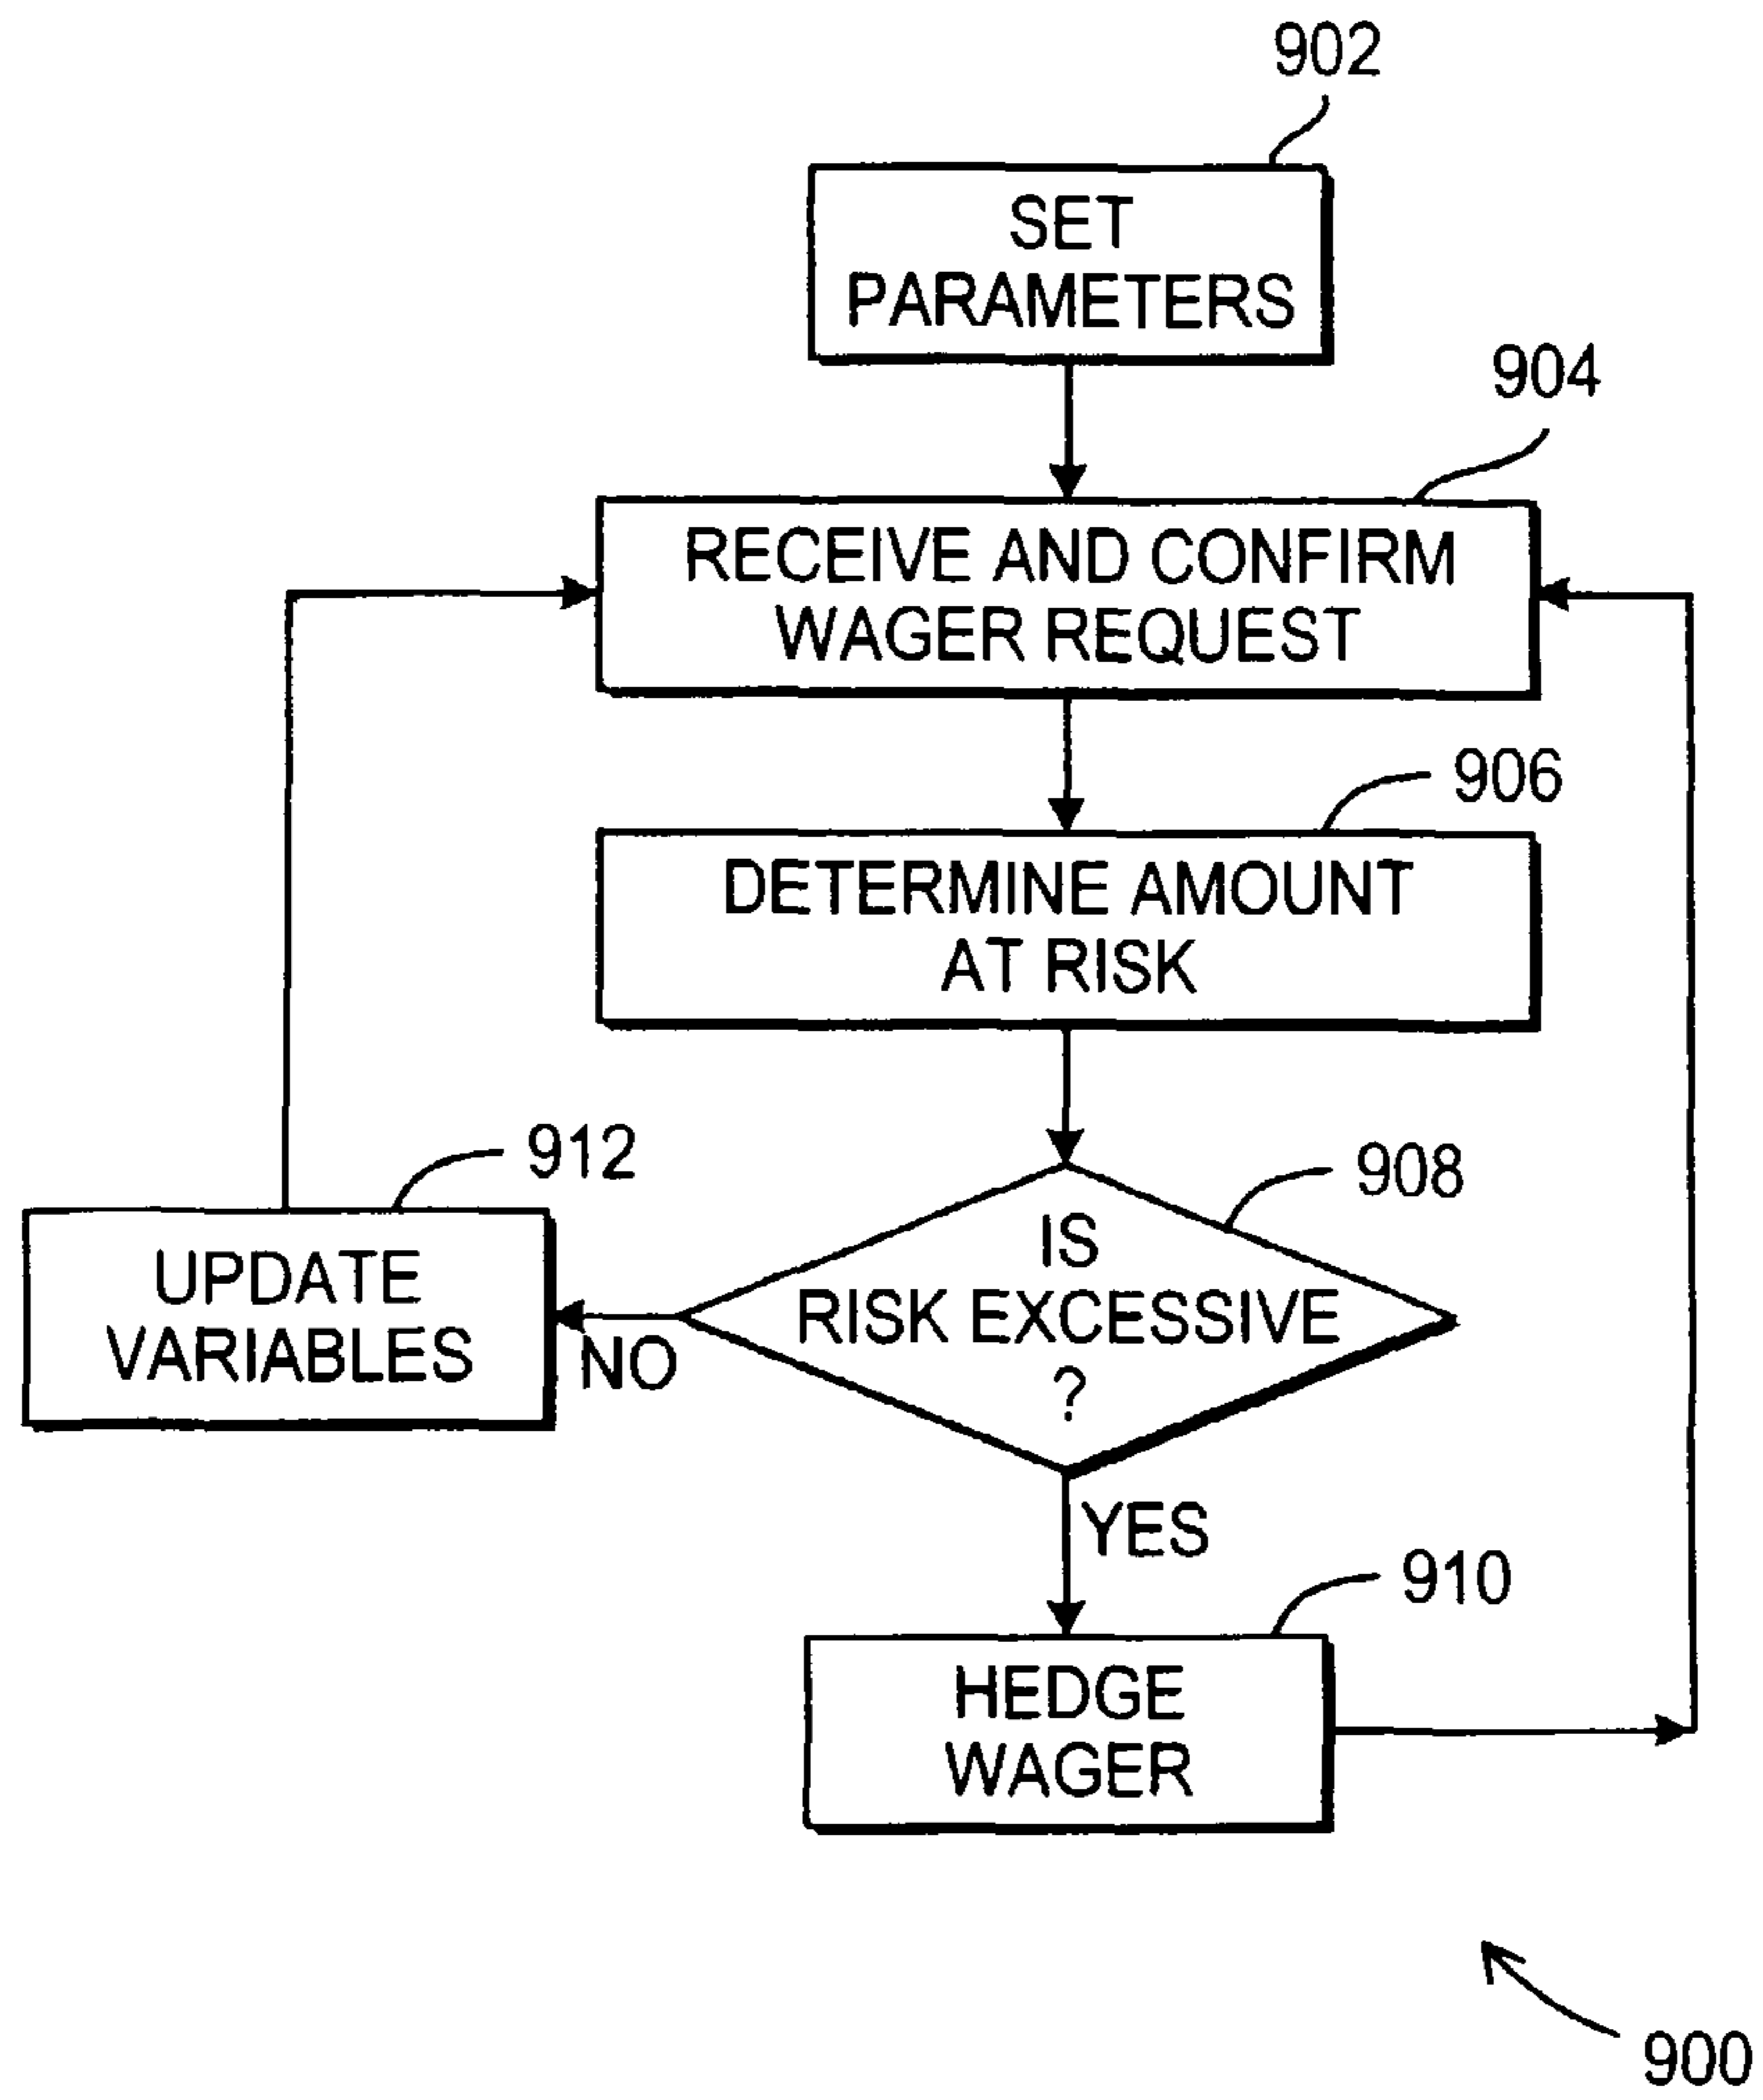 902
SET
PARAMETERS
904
RECEIVE AND CONFIRM
WAGER REQUEST
906
DETERMINE AMOUNT
AT RISK
912
908
UPDATE
VARIABLES
NO
IS
RISK EXCESSIVE
?
YES
910
HEDGE
WAGER
900